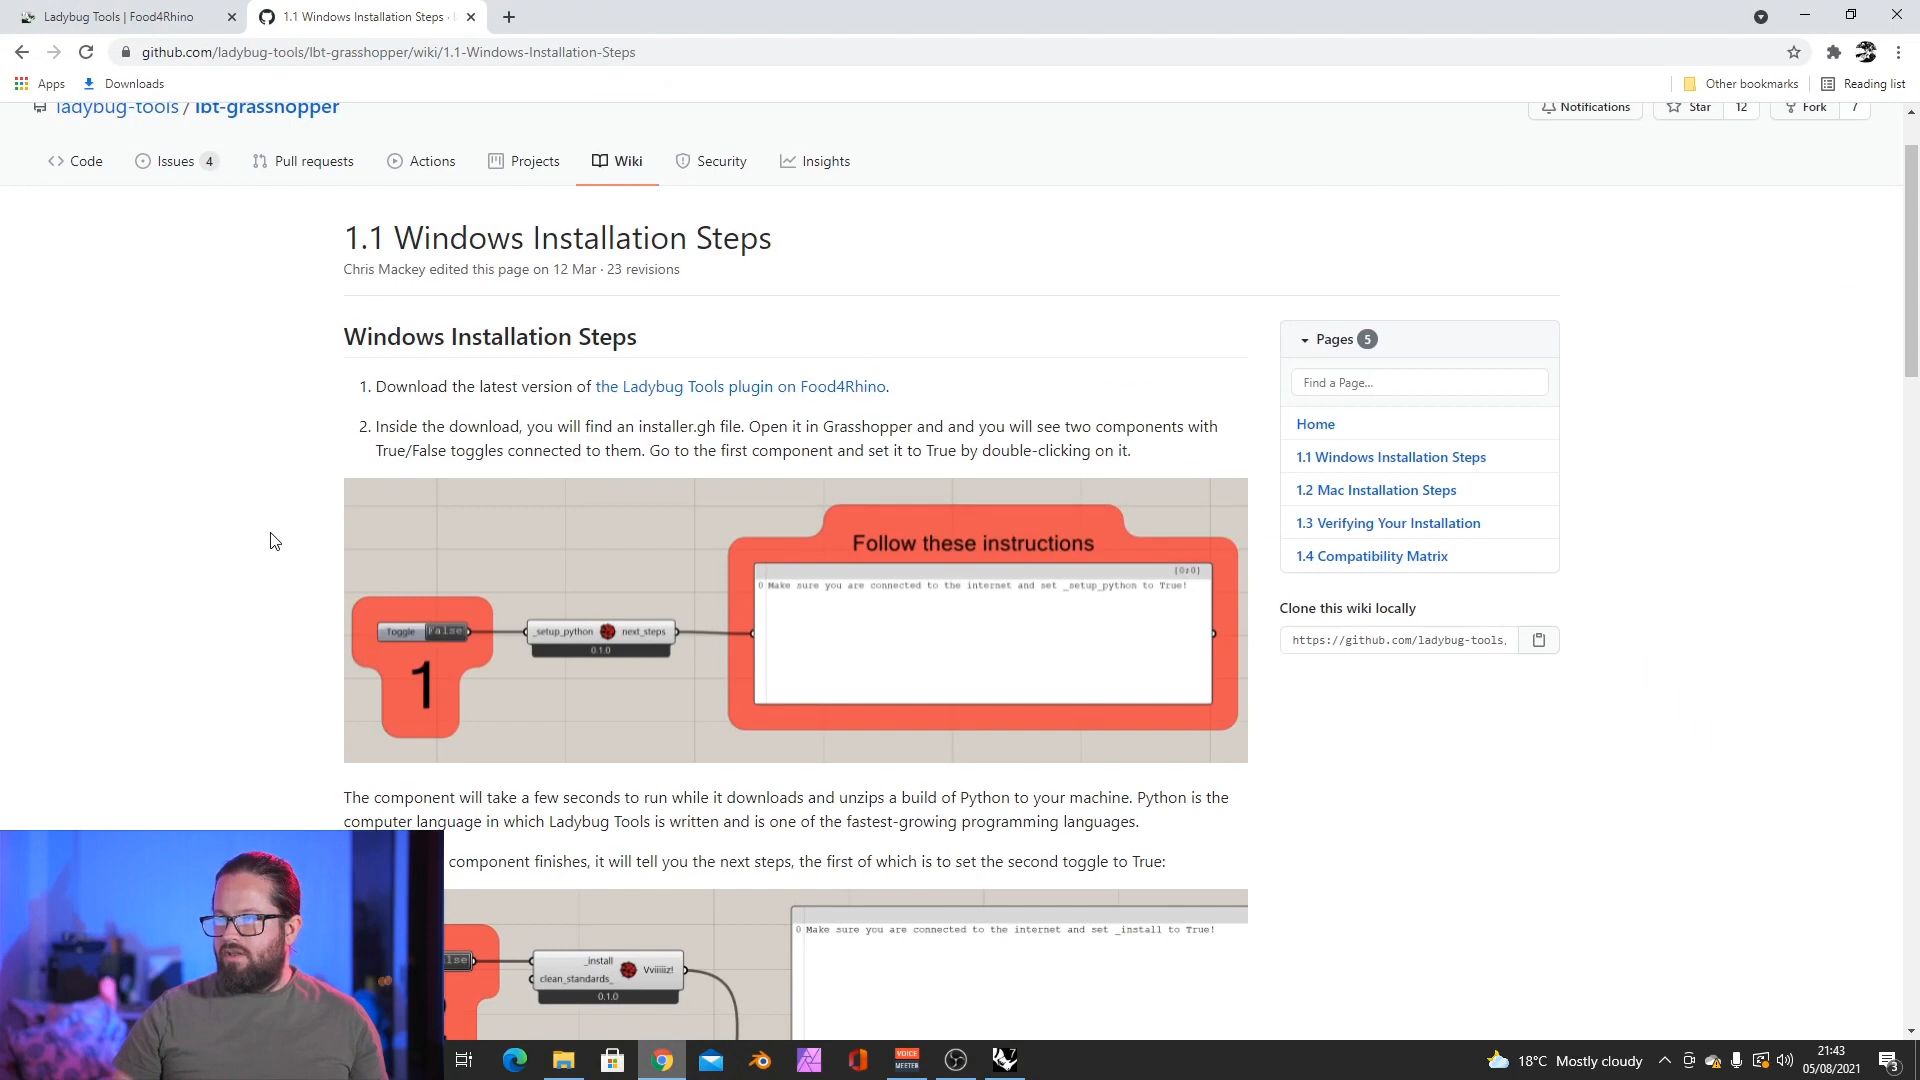 Ladybug Tools | Food4Rhino
1.1 Windows Installation Steps ·
github.com/ladybug-tools/lbt-grasshopper/wiki/1.1-Windows-Installation-Steps
Apps Downloads Other bookmarks Reading list
ladybug-tools / lbt-grasshopper Notifications Star 12 Fork 7
Code Issues 4 Pull requests Actions Projects Wiki Security Insights
1.1 Windows Installation Steps
Chris Mackey edited this page on 12 Mar · 23 revisions
Windows Installation Steps
1. Download the latest version of the Ladybug Tools plugin on Food4Rhino.
2. Inside the download, you will find an installer.gh file. Open it in Grasshopper and and you will see two components with
True/False toggles connected to them. Go to the first component and set it to True by double-clicking on it.
Follow these instructions
{0;0}
0 Make sure you are connected to the internet and set _setup_python to True!
Toggle False
_setup_python next_steps
0.1.0
1
The component will take a few seconds to run while it downloads and unzips a build of Python to your machine. Python is the
computer language in which Ladybug Tools is written and is one of the fastest-growing programming languages.
component finishes, it will tell you the next steps, the first of which is to set the second toggle to True:
0 Make sure you are connected to the internet and set _install to True!
lse
_install
clean_standards_
Vviiiiz!
0.1.0
Pages 5
Find a Page...
Home
1.1 Windows Installation Steps
1.2 Mac Installation Steps
1.3 Verifying Your Installation
1.4 Compatibility Matrix
Clone this wiki locally
https://github.com/ladybug-tools,
VOICE
MEETER
7
18°C Mostly cloudy
21:43
05/08/2021
3